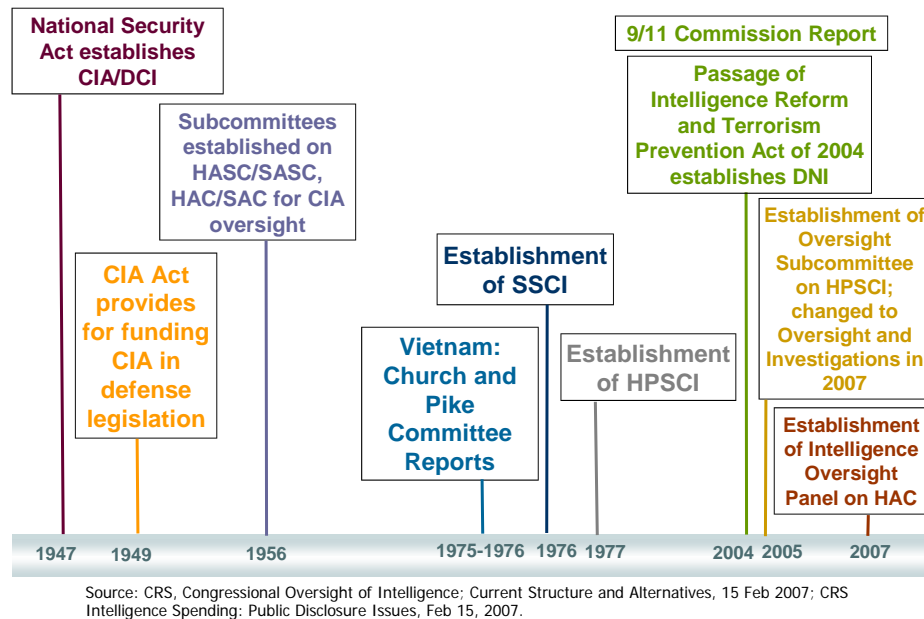 National Security
Act establishes
CIA/DCI
CIA Act
provides
for funding
CIA in
defense
legislation
Subcommittees
established on
HASC/SASC,
HAC/SAC for CIA
oversight
Vietnam:
Church and
Pike
Committee
Reports
Establishment
of SSCI
Establishment
of HPSCI
9/11 Commission Report
Passage of
Intelligence Reform
and Terrorism
Prevention Act of 2004
establishes DNI
Establishment of
Oversight
Subcommittee
on HPSCI;
changed to
Oversight and
Investigations in
2007
Establishment
of Intelligence
Oversight
Panel on HAC
1947
1949
1956
1975-1976
1976
1977
2004
2005
2007
Source: CRS, Congressional Oversight of Intelligence; Current Structure and Alternatives, 15 Feb 2007; CRS
Intelligence Spending: Public Disclosure Issues, Feb 15, 2007.